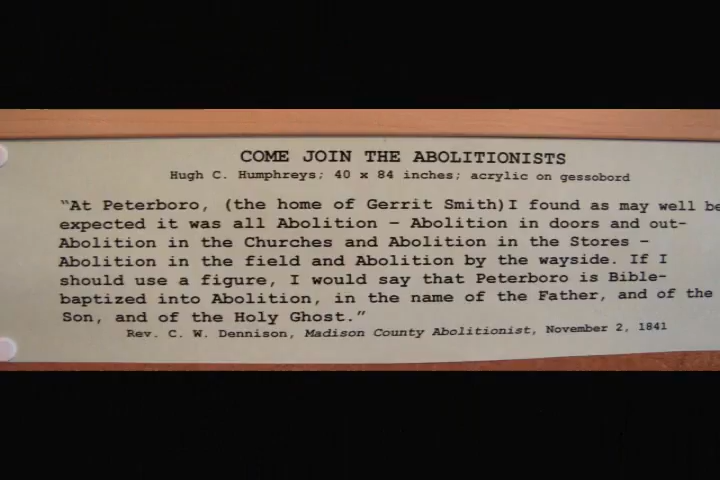 COME JOIN THE ABOLITIONISTS
Hugh C. Humphreys; 40 x 84 inches; acrylic on gessobord
"At Peterboro, (the home of Gerrit Smith)I found as may well be
expected it was all Abolition – Abolition in doors and out-
Abolition in the Churches and Abolition in the Stores –
Abolition in the field and Abolition by the wayside. If I
should use a figure, I would say that Peterboro is Bible-
baptized into Abolition, in the name of the Father, and of the
Son, and of the Holy Ghost."
Rev. C. W. Dennison, Madison County Abolitionist, November 2, 1841